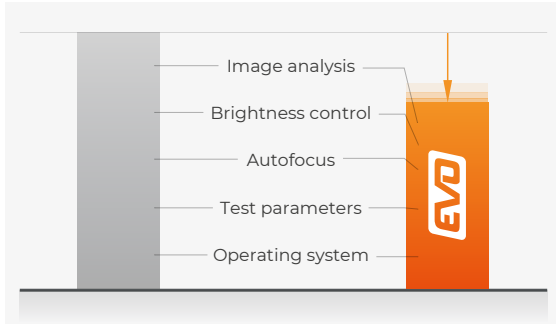 Image analysis
Brightness control
Autofocus
EVO
Test parameters
Operating system